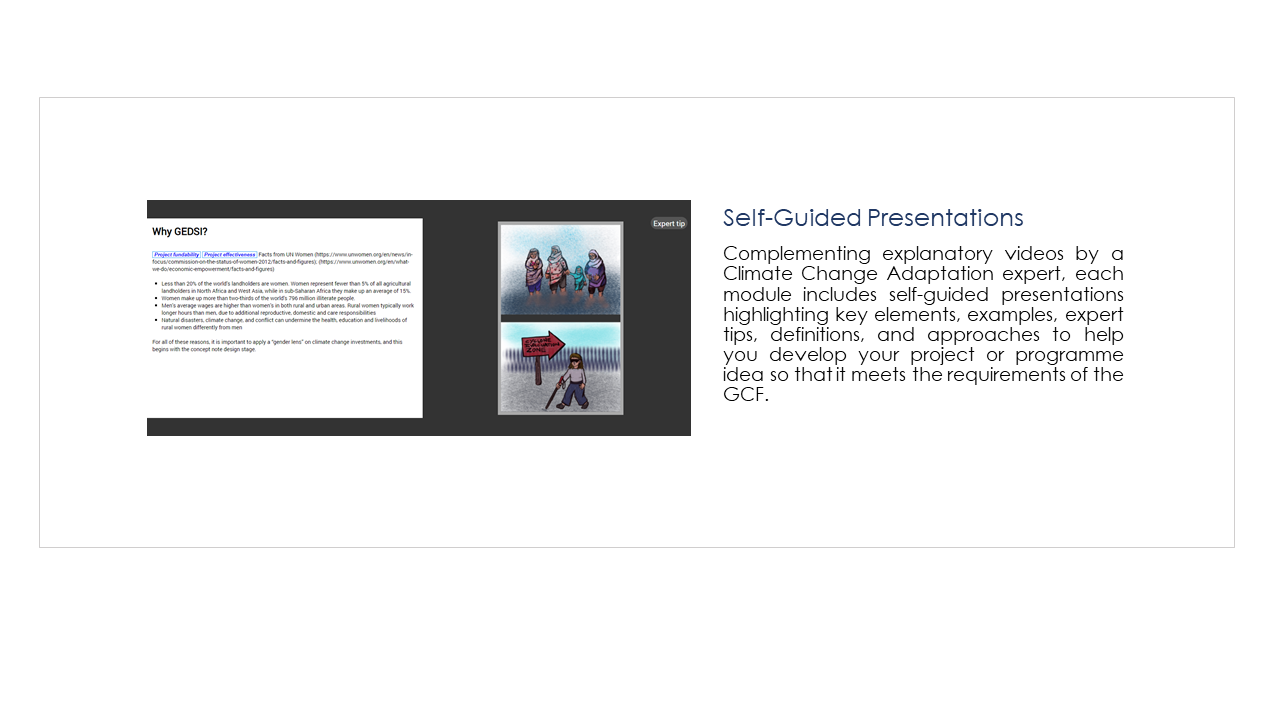 Why GEDSI?
Project fundability Project effectiveness Facts from UN Women (https://www.unwomen.org/en/news/in-
focus/commission-on-the-status-of-women-2012/facts-and-figures); (https://www.unwomen.org/en/what-
we-do/economic-empowerment/facts-and-figures)
Less than 20% of the world's landholders are women. Women represent fewer than 5% of all agricultural
landholders in North Africa and West Asia, while in sub-Saharan Africa they make up an average of 15%.
Women make up more than two-thirds of the world's 796 million illiterate people.
Men's average wages are higher than women's in both rural and urban areas. Rural women typically work
longer hours than men, due to additional reproductive, domestic and care responsibilities
Natural disasters, climate change, and conflict can undermine the health, education and livelihoods of
rural women differently from men
For all of these reasons, it is important to apply a "gender lens" on climate change investments, and this
begins with the concept note design stage.
Expert tip
Self-Guided Presentations
Complementing explanatory videos by a
Climate Change Adaptation expert, each
module includes self-guided presentations
highlighting key elements, examples, expert
tips, definitions, and approaches to help
you develop your project or programme
idea so that it meets the requirements of the
GCF.